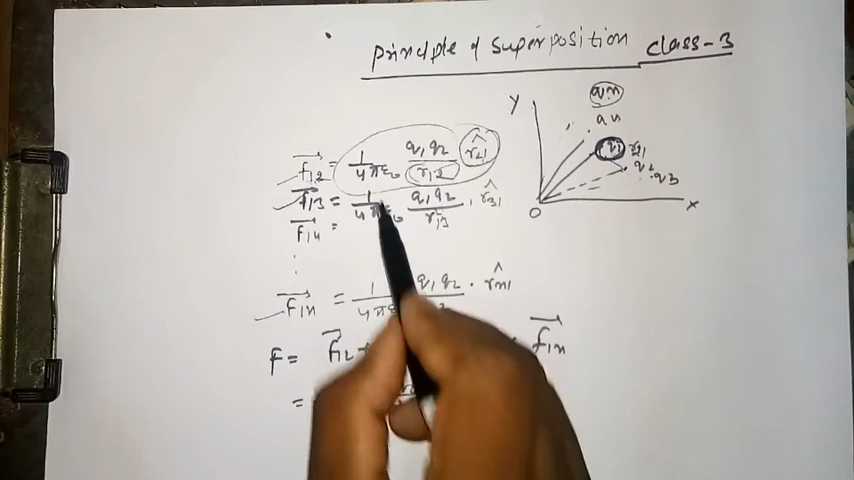 Principle of Superposition class-3
Y
qn
F12 = 1/4πε0 q1q2/r12 r̂21
q1 r21
q2
q3
F13 = 1/4πε0 q1q2/r13 . r̂31
O X
F14 =
F1n = 1 q1q2 . r̂n1
F = F12 + F1n
=